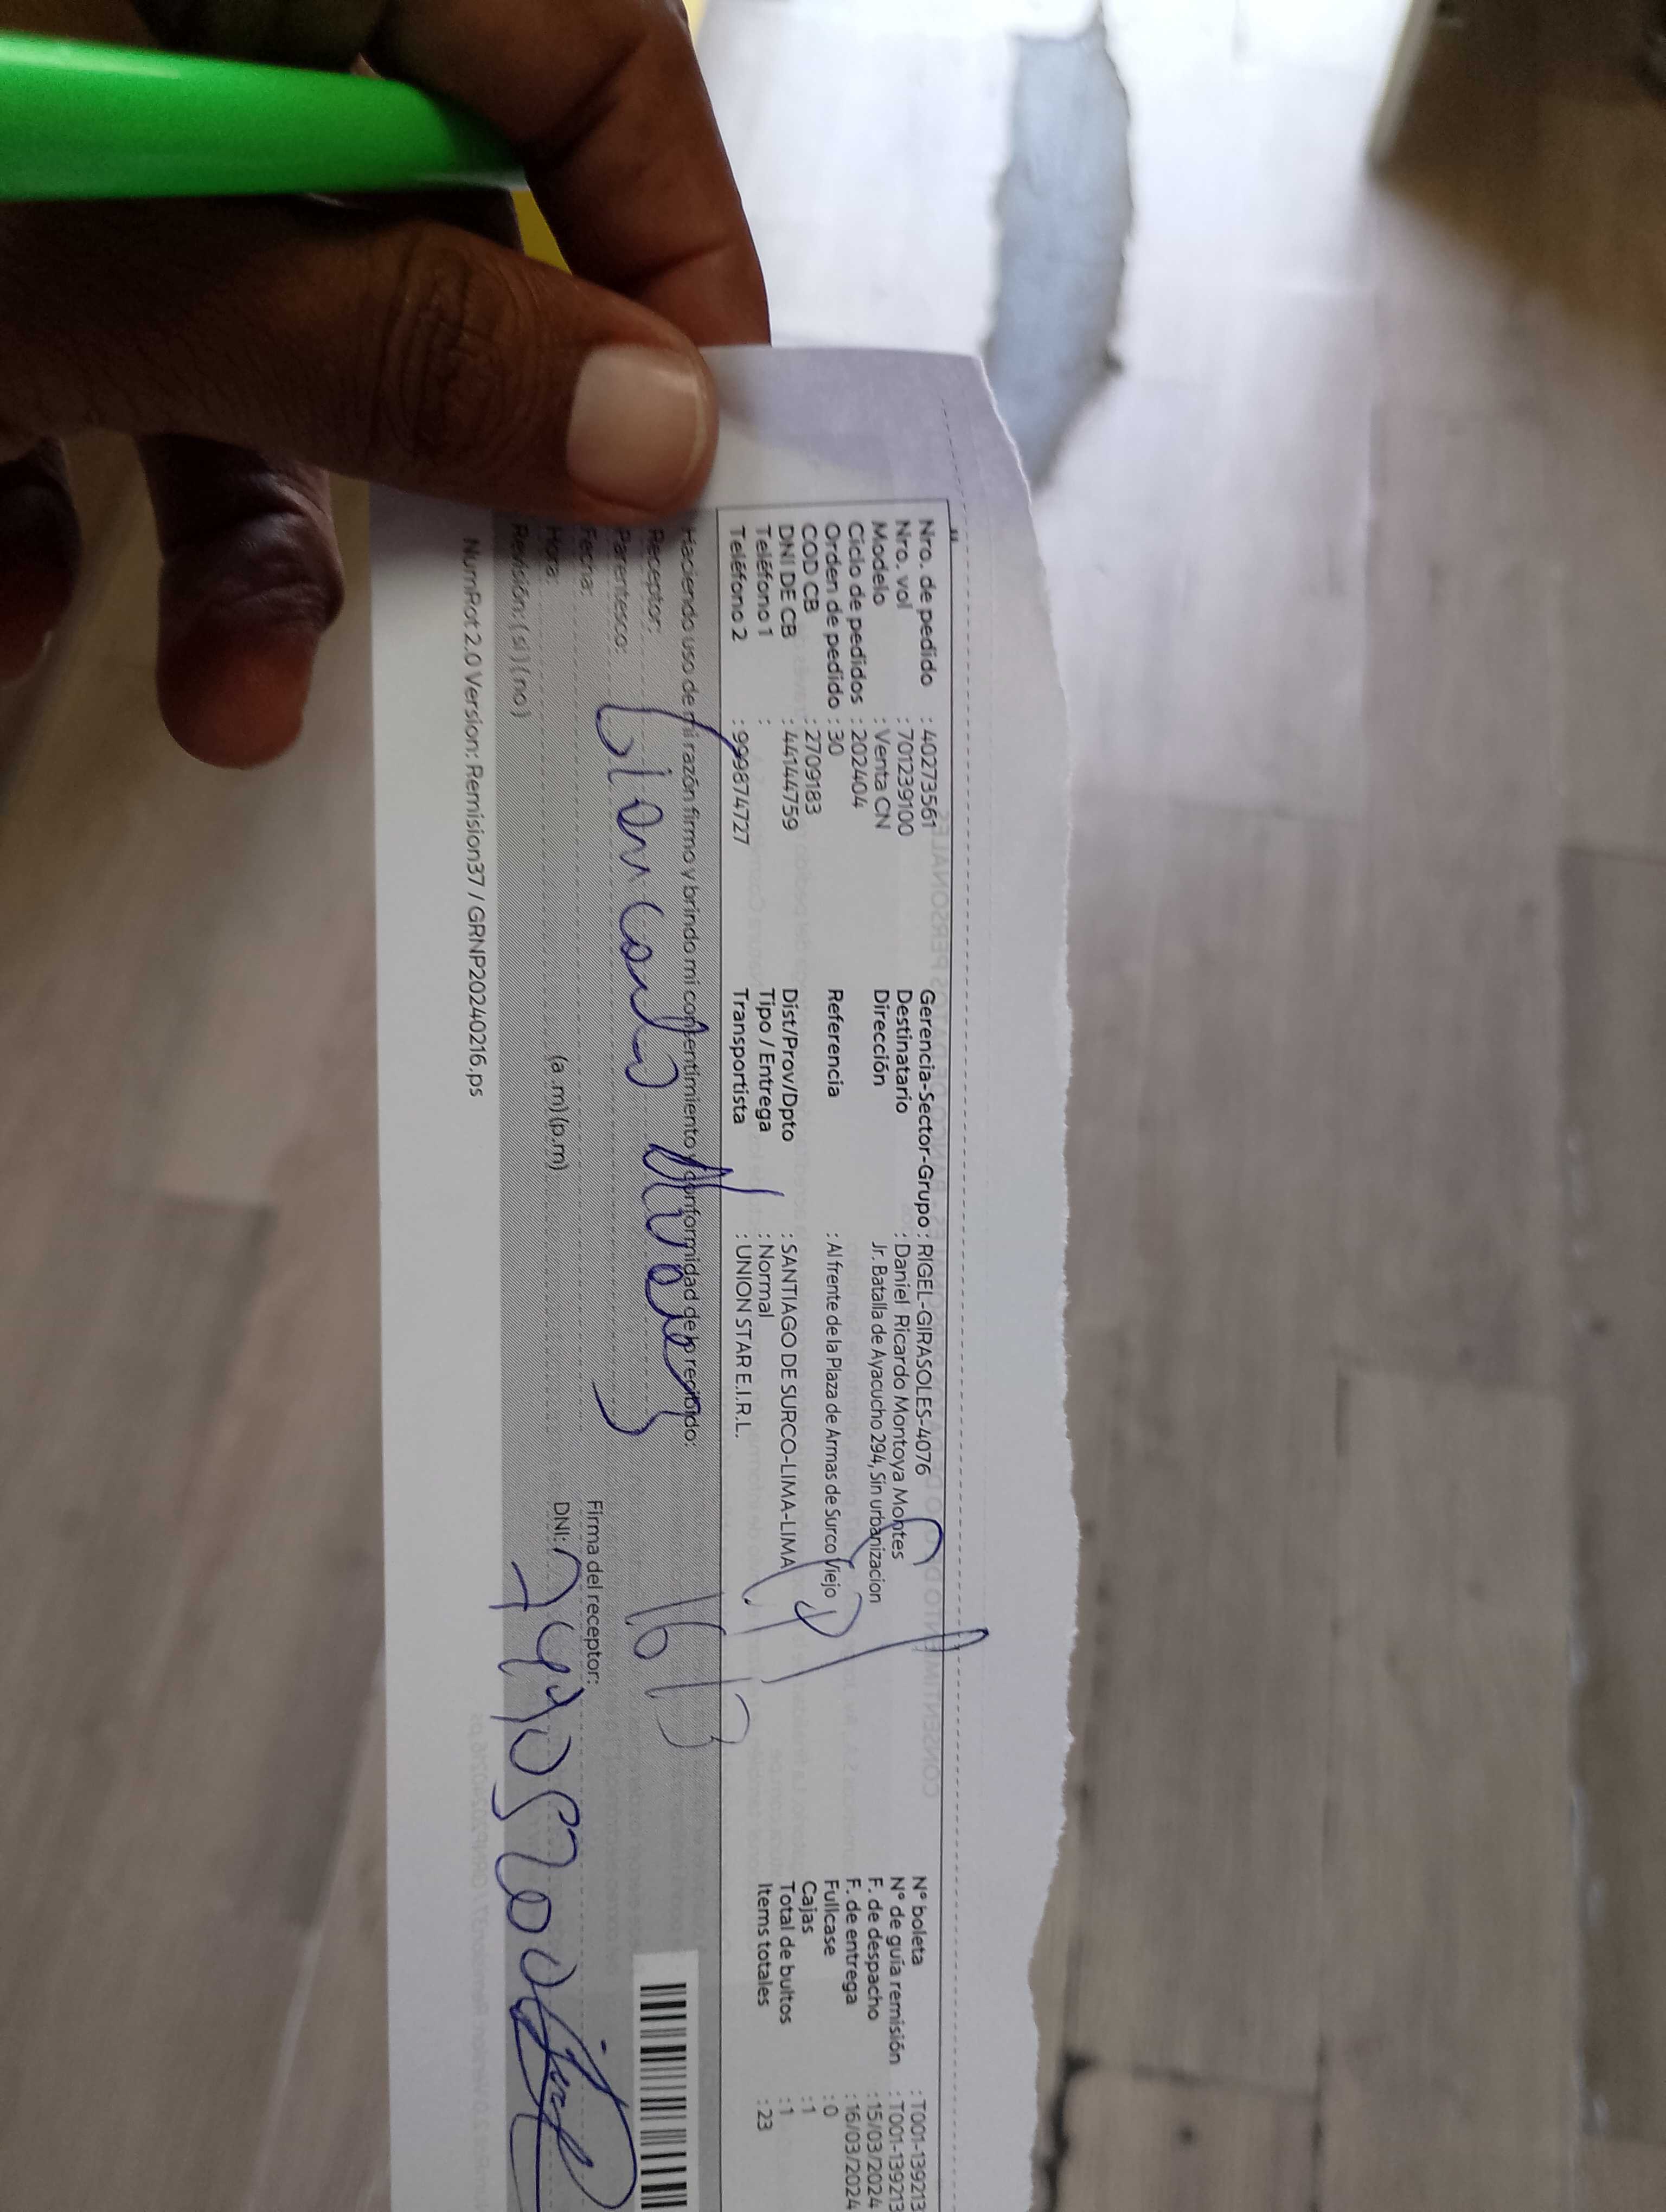 Nro. de pedido : 40273561
Nro. vol : 701239100
Modelo : Venta CN
Ciclo de pedidos : 202404
Orden de pedido : 30
COD CB : 2709183
DNI DE CB : 44144759
Teléfono 1 :
Teléfono 2 : 999874727
Gerencia-Sector-Grupo : RIGEL-GIRASOLES-4076
Destinatario : Daniel Ricardo Montoya Montes
Dirección Jr. Batalla de Ayacucho 294, Sin urbanizacion
Referencia : Al frente de la Plaza de Armas de Surco Viejo
Dist/Prov/Dpto : SANTIAGO DE SURCO-LIMA-LIMA
Tipo / Entrega : Normal
Transportista : UNION STAR E.I.R.L.
N° boleta : T001-139213
N° de guía remisión : T001-139213
F. de despacho : 15/03/2024
F. de entrega : 16/03/2024
Fullcase : 0
Cajas : 1
Total de bultos : 1
Items totales : 23
Haciendo uso de mi razón firmo y brindo mi consentimiento y conformidad de lo recibido:
Receptor:
Parentesco:
Fecha:
Hora: (a.m) (p.m)
Revisión: ( si ) ( no )
16/3
Firma del receptor:
DNI:
NumRot 2.0 Version: Remision37 / GRNP20240216.ps